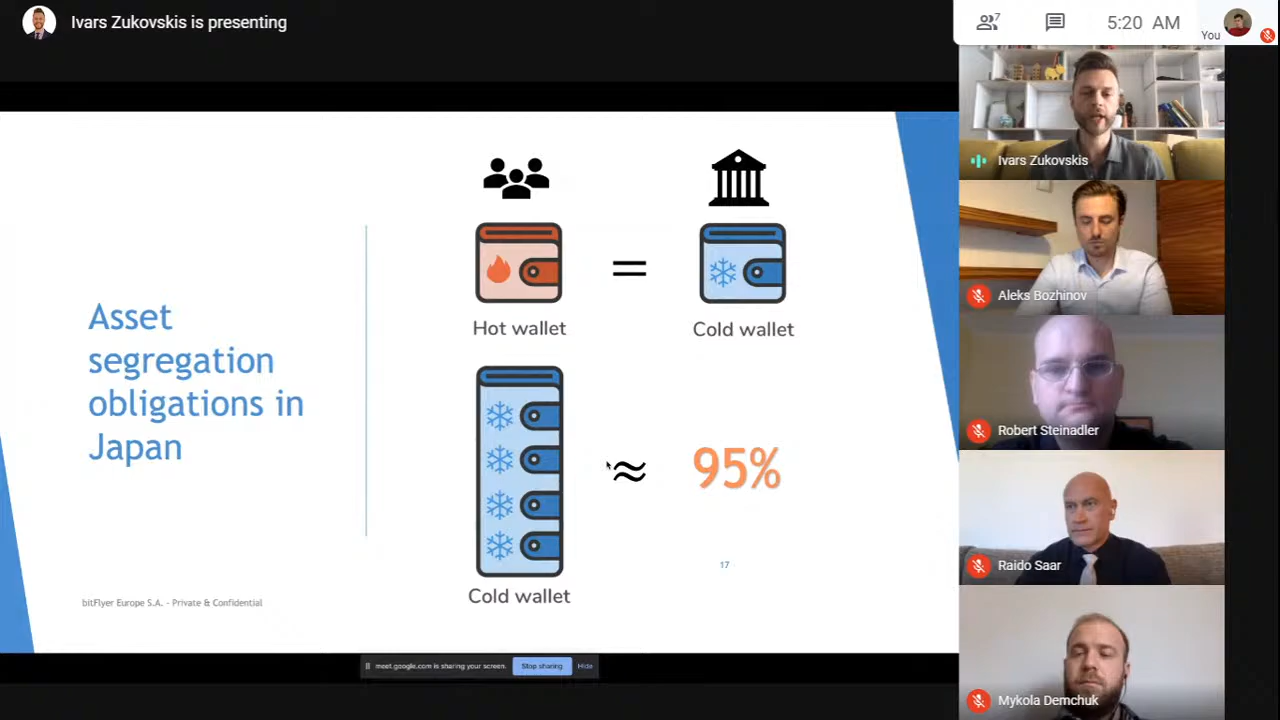 Ivars Zukovskis is presenting
7
5:20 AM
You
Asset
segregation
obligations in
Japan
Hot wallet
=
Cold wallet
Cold wallet
≈
95%
17
bitFlyer Europe S.A. - Private & Confidential
meet.google.com is sharing your screen.
Stop sharing
Hide
Ivars Zukovskis
Aleks Bozhinov
Robert Steinadler
Raido Saar
Mykola Demchuk